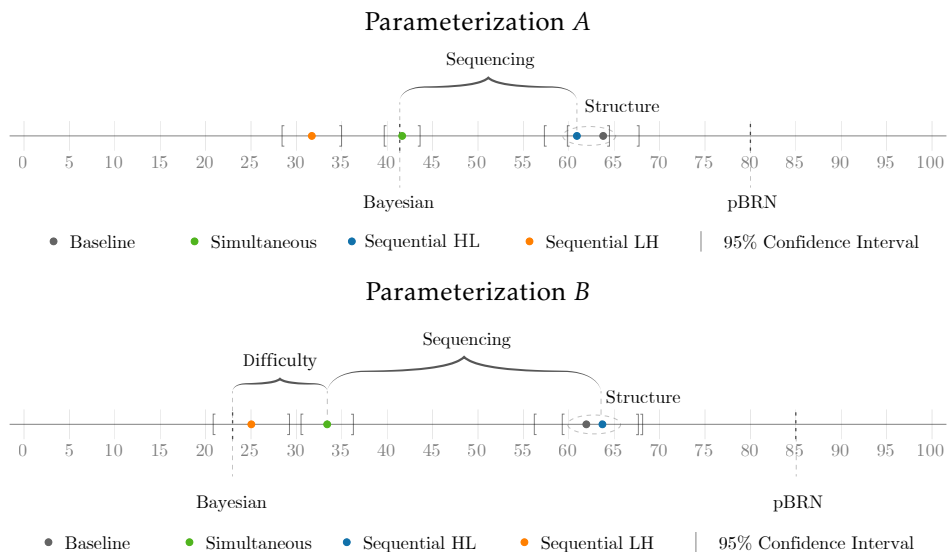 Parameterization A
Sequencing
Structure
0 5 10 15 20 25 30 35 40 45 50 55 60 65 70 75 80 85 90 95 100
Bayesian pBRN
Baseline Simultaneous Sequential HL Sequential LH 95% Confidence Interval
Parameterization B
Sequencing
Difficulty
Structure
0 5 10 15 20 25 30 35 40 45 50 55 60 65 70 75 80 85 90 95 100
Bayesian pBRN
Baseline Simultaneous Sequential HL Sequential LH 95% Confidence Interval